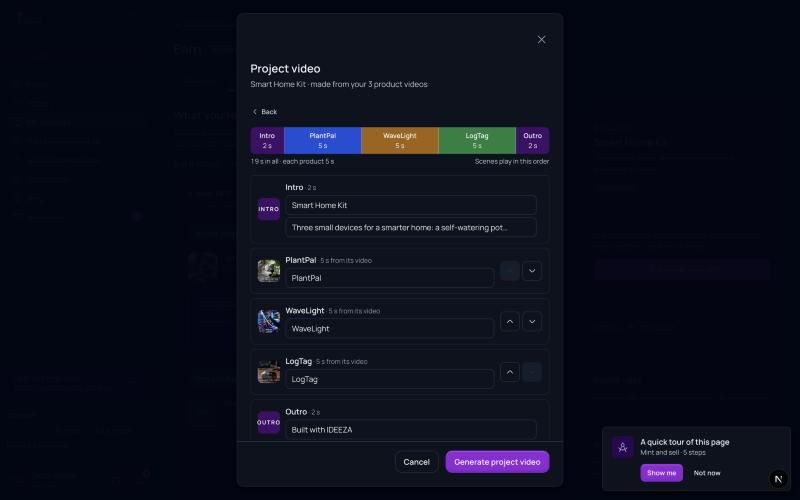 Project video
Smart Home Kit · made from your 3 product videos
Back
Intro
2 s
PlantPal
5 s
WaveLight
5 s
LogTag
5 s
Outro
2 s
19 s in all · each product 5 s
Scenes play in this order
Intro · 2 s
INTRO
Smart Home Kit
Three small devices for a smarter home: a self-watering pot…
PlantPal · 5 s from its video
PlantPal
WaveLight · 5 s from its video
WaveLight
LogTag · 5 s from its video
LogTag
Outro · 2 s
OUTRO
Built with IDEEZA
Cancel
Generate project video
A quick tour of this page
Mint and sell · 5 steps
Show me
Not now
N